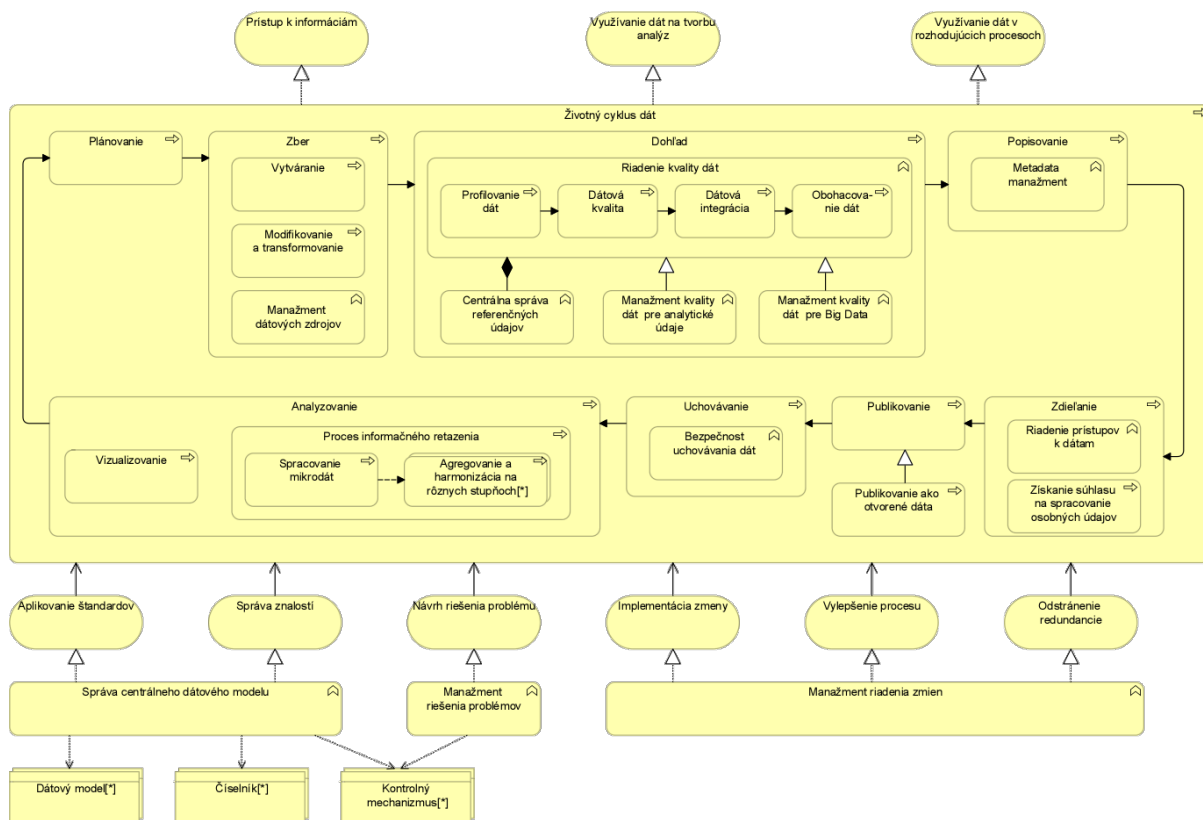 Prístup k informáciám
Využívanie dát na tvorbu
analýz
Využívanie dát v
rozhodujúcich procesoch
Životný cyklus dát
Plánovanie
Zber
Vytváranie
Modifikovanie
a transformovanie
Manažment
dátových zdrojov
Dohľad
Riadenie kvality dát
Profilovanie
dát
Dátová
kvalita
Dátová
integrácia
Obohacova-
nie dát
Centrálna správa
referenčných
údajov
Manažment kvality
dát pre analytické
údaje
Manažment kvality
dát pre Big Data
Popisovanie
Metadata
manažment
Analyzovanie
Vizualizovanie
Proces informačného retazenia
Spracovanie
mikrodát
Agregovanie a
harmonizácia na
rôznych stupňoch[*]
Uchovávanie
Bezpečnost
uchovávania dát
Publikovanie
Publikovanie ako
otvorené dáta
Zdieľanie
Riadenie prístupov
k dátam
Získanie súhlasu
na spracovanie
osobných údajov
Aplikovanie štandardov
Správa znalostí
Návrh riešenia problému
Implementácia zmeny
Vylepšenie procesu
Odstránenie
redundancie
Správa centrálneho dátového modelu
Manažment
riešenia problémov
Manažment riadenia zmien
Dátový model[*]
Číselník[*]
Kontrolný
mechanizmus[*]